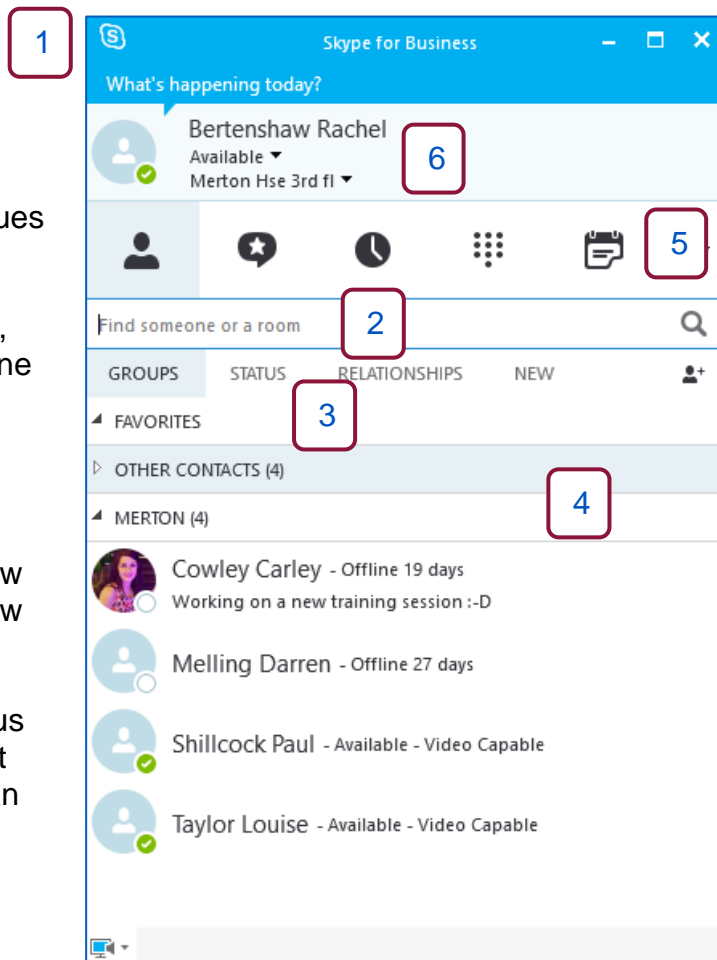 1
Skype for Business
What's happening today?
Bertenshaw Rachel
Available
Merton Hse 3rd fl
6
5
Find someone or a room
2
GROUPS STATUS RELATIONSHIPS NEW
3
FAVORITES
OTHER CONTACTS (4)
4
MERTON (4)
Cowley Carley - Offline 19 days
Working on a new training session :-D
Melling Darren - Offline 27 days
Shillcock Paul - Available - Video Capable
Taylor Louise - Available - Video Capable